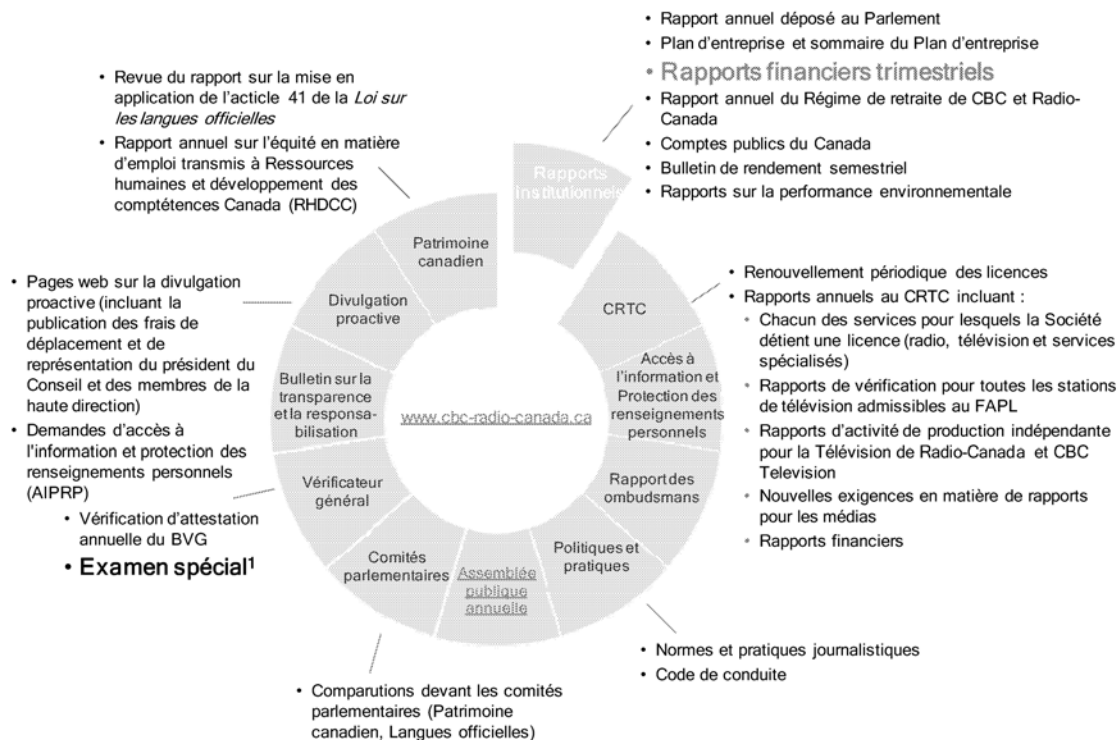 • Rapport annuel déposé au Parlement
• Plan d'entreprise et sommaire du Plan d'entreprise
• Rapports financiers trimestriels
• Rapport annuel du Régime de retraite de CBC et Radio-
Canada
• Comptes publics du Canada
• Bulletin de rendement semestriel
• Rapports sur la performance environnementale
• Revue du rapport sur la mise en
application de l'acticle 41 de la Loi sur
les langues officielles
• Rapport annuel sur l'équité en matière
d'emploi transmis à Ressources
humaines et développement des
comptétences Canada (RHDCC)
Rapports
institutionnels
Patrimoine
canadien
CRTC
• Renouvellement périodique des licences
• Rapports annuels au CRTC incluant :
• Chacun des services pour lesquels la Société
détient une licence (radio, télévision et services
spécialisés)
• Rapports de vérification pour toutes les stations
de télévision admissibles au FAPL
• Rapports d'activité de production indépendante
pour la Télévision de Radio-Canada et CBC
Television
• Nouvelles exigences en matière de rapports
pour les médias
• Rapports financiers
• Pages web sur la divulgation
proactive (incluant la
publication des frais de
déplacement et de
représentation du président du
Conseil et des membres de la
haute direction)
• Demandes d'accès à
l'information et protection des
renseignements personnels
(AIPRP)
Divulgation
proactive
Accès à
l'information et
Protection des
renseignements
personnels
Bulletin sur la
transparence
et la responsa-
bilisation
www.cbc-radio-canada.ca
Vérificateur
général
Rapport des
ombudsmans
• Vérification d'attestation
annuelle du BVG
• Examen spécial¹
Comités
parlementaires
Assemblée
publique
annuelle
Politiques et
pratiques
• Normes et pratiques journalistiques
• Code de conduite
• Comparutions devant les comités
parlementaires (Patrimoine
canadien, Langues officielles)